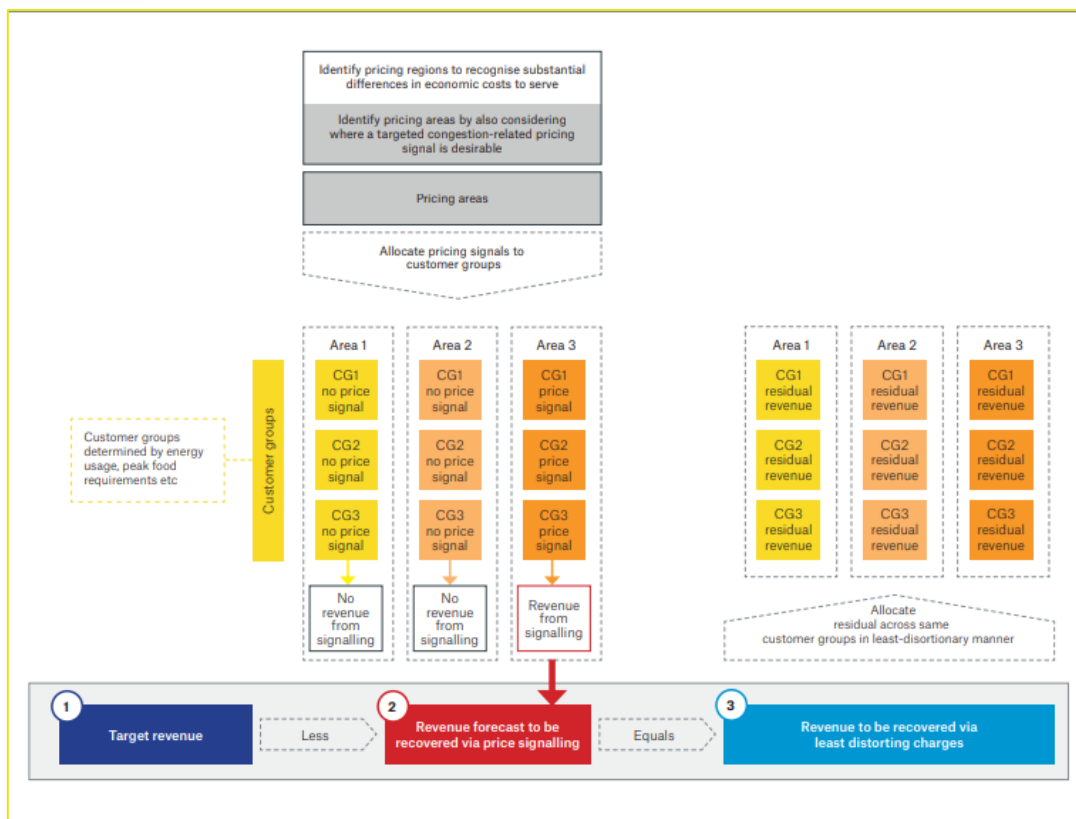 Identify pricing regions to recognise substantial
differences in economic costs to serve
Identify pricing areas by also considering
where a targeted congestion-related pricing
signal is desirable
Pricing areas
Allocate pricing signals to
customer groups
Area 1
Area 2
Area 3
Area 1
Area 2
Area 3
Customer groups
determined by energy
usage, peak food
requirements etc
Customer groups
CG1
no price
signal
CG1
no price
signal
CG1
price
signal
CG1
residual
revenue
CG1
residual
revenue
CG1
residual
revenue
CG2
no price
signal
CG2
no price
signal
CG2
price
signal
CG2
residual
revenue
CG2
residual
revenue
CG2
residual
revenue
CG3
no price
signal
CG3
no price
signal
CG3
price
signal
CG3
residual
revenue
CG3
residual
revenue
CG3
residual
revenue
No
revenue
from
signalling
No
revenue
from
signalling
Revenue
from
signalling
Allocate
residual across same
customer groups in least-distortionary manner
1
Target revenue
Less
2
Revenue forecast to be
recovered via price signalling
Equals
3
Revenue to be recovered via
least distorting charges